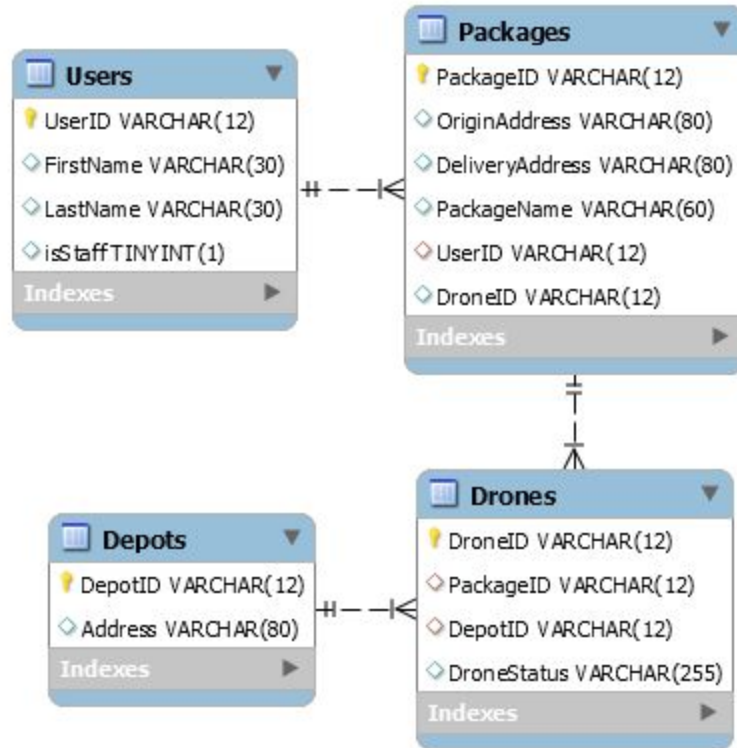 Users
UserID VARCHAR(12)
FirstName VARCHAR(30)
LastName VARCHAR(30)
isStaff TINYINT(1)
Indexes
Packages
PackageID VARCHAR(12)
OriginAddress VARCHAR(80)
DeliveryAddress VARCHAR(80)
PackageName VARCHAR(60)
UserID VARCHAR(12)
DroneID VARCHAR(12)
Indexes
Depots
DepotID VARCHAR(12)
Address VARCHAR(80)
Indexes
Drones
DroneID VARCHAR(12)
PackageID VARCHAR(12)
DepotID VARCHAR(12)
DroneStatus VARCHAR(255)
Indexes